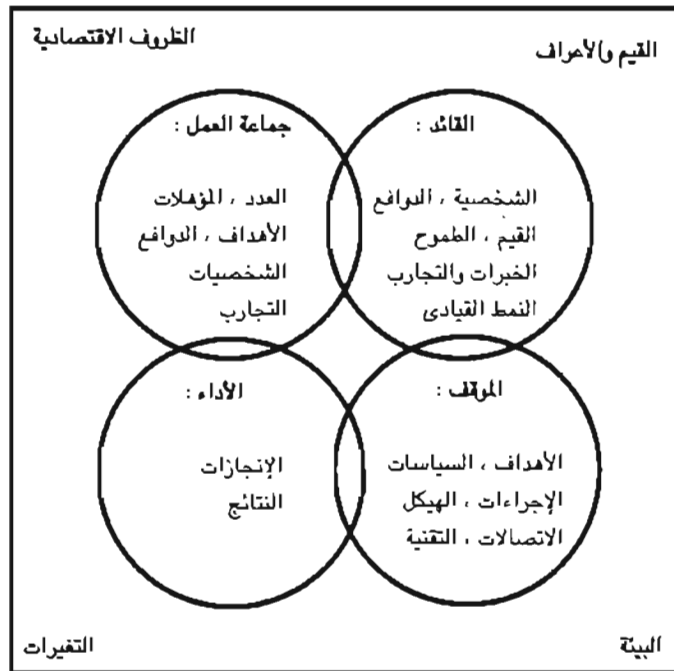 القيم والأعراف
الظروف الاقتصادية
القائد :
الشخصية ، الدوافع
القيم ، الطموح
الخبرات والتجارب
النمط القيادى
جماعة العمل :
العدد ، المؤهلات
الأهداف ، الدوافع
الشخصيات
التجارب
الموقف :
الأهداف ، السياسات
الإجراءات ، الهيكل
الاتصالات ، التقنية
الأداء :
الإنجازات
النتائج
البيئة
التغيرات